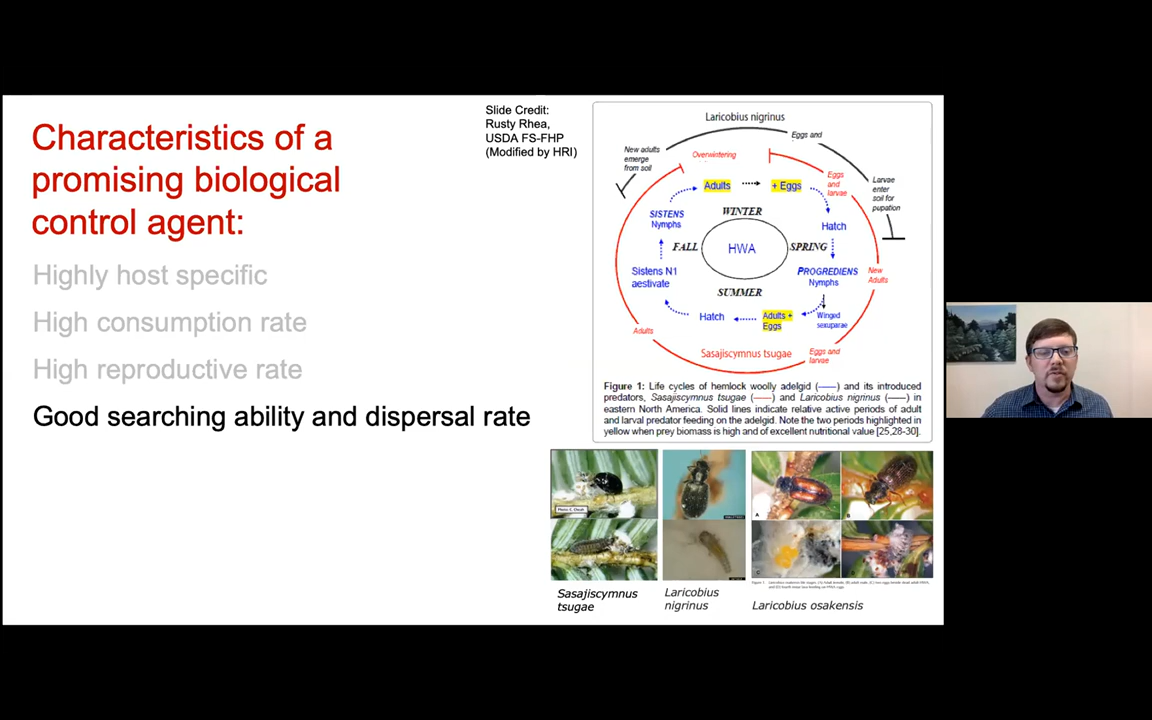 Characteristics of a
promising biological
control agent:
Highly host specific
High consumption rate
High reproductive rate
Good searching ability and dispersal rate
Slide Credit:
Rusty Rhea,
USDA FS-FHP
(Modified by HRI)
Laricobius nigrinus
Eggs and
New adults
emerge
from soil
Overwintering
Eggs
and
larvae
Larvae
enter
soil for
pupation
Adults
+ Eggs
SISTENS
Nymphs
WINTER
Hatch
FALL
HWA
SPRING
Sistens N1
aestivate
PROGREDIENS
Nymphs
New
Adults
SUMMER
Hatch
Adults +
Eggs
Winged
sexuparae
Adults
Sasajiscymnus tsugae
Eggs and
larvae
Figure 1: Life cycles of hemlock woolly adelgid (——) and its introduced
predators, Sasajiscymnus tsugae (——) and Laricobius nigrinus (——) in
eastern North America. Solid lines indicate relative active periods of adult
and larval predator feeding on the adelgid. Note the two periods highlighted in
yellow when prey biomass is high and of excellent nutritional value [25,28-30].
A
B
C
Sasajiscymnus
tsugae
Laricobius
nigrinus
Laricobius osakensis